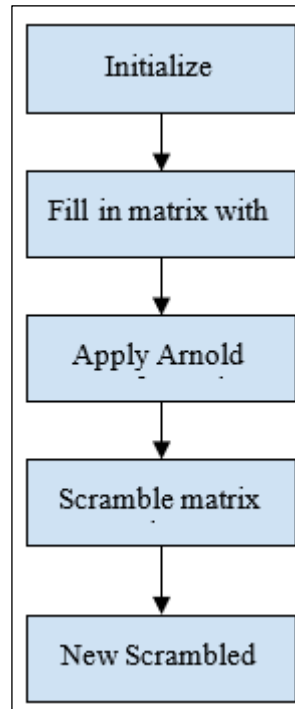 Initialize
Fill in matrix with
Apply Arnold
Scramble matrix
New Scrambled